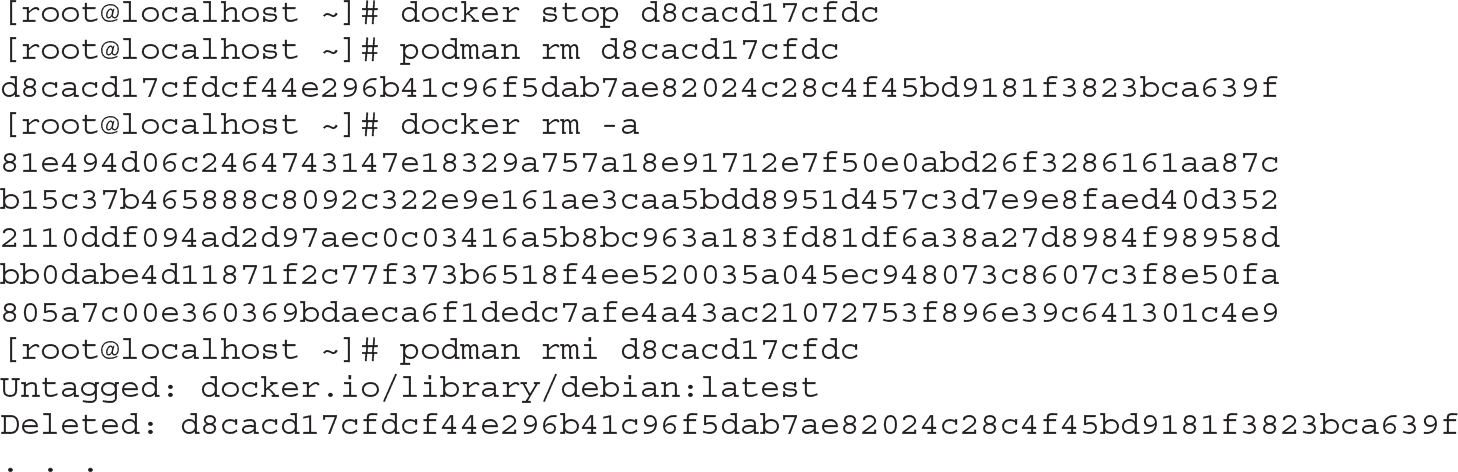 [root@localhost ~]# docker stop d8cacd17cfdc
[root@localhost ~]# podman rm d8cacd17cfdc
d8cacd17cfdcf44e296b41c96f5dab7ae82024c28c4f45bd9181f3823bca639f
[root@localhost ~]# docker rm -a
81e494d06c2464743147e18329a757a18e91712e7f50e0abd26f3286161aa87c
b15c37b465888c8092c322e9e161ae3caa5bdd8951d457c3d7e9e8faed40d352
2110ddf094ad2d97aec0c03416a5b8bc963a183fd81df6a38a27d8984f98958d
bb0dabe4d11871f2c77f373b6518f4ee520035a045ec948073c8607c3f8e50fa
805a7c00e360369bdaeca6f1dedc7afe4a43ac21072753f896e39c641301c4e9
[root@localhost ~]# podman rmi d8cacd17cfdc
Untagged: docker.io/library/debian:latest
Deleted: d8cacd17cfdcf44e296b41c96f5dab7ae82024c28c4f45bd9181f3823bca639f
. . .